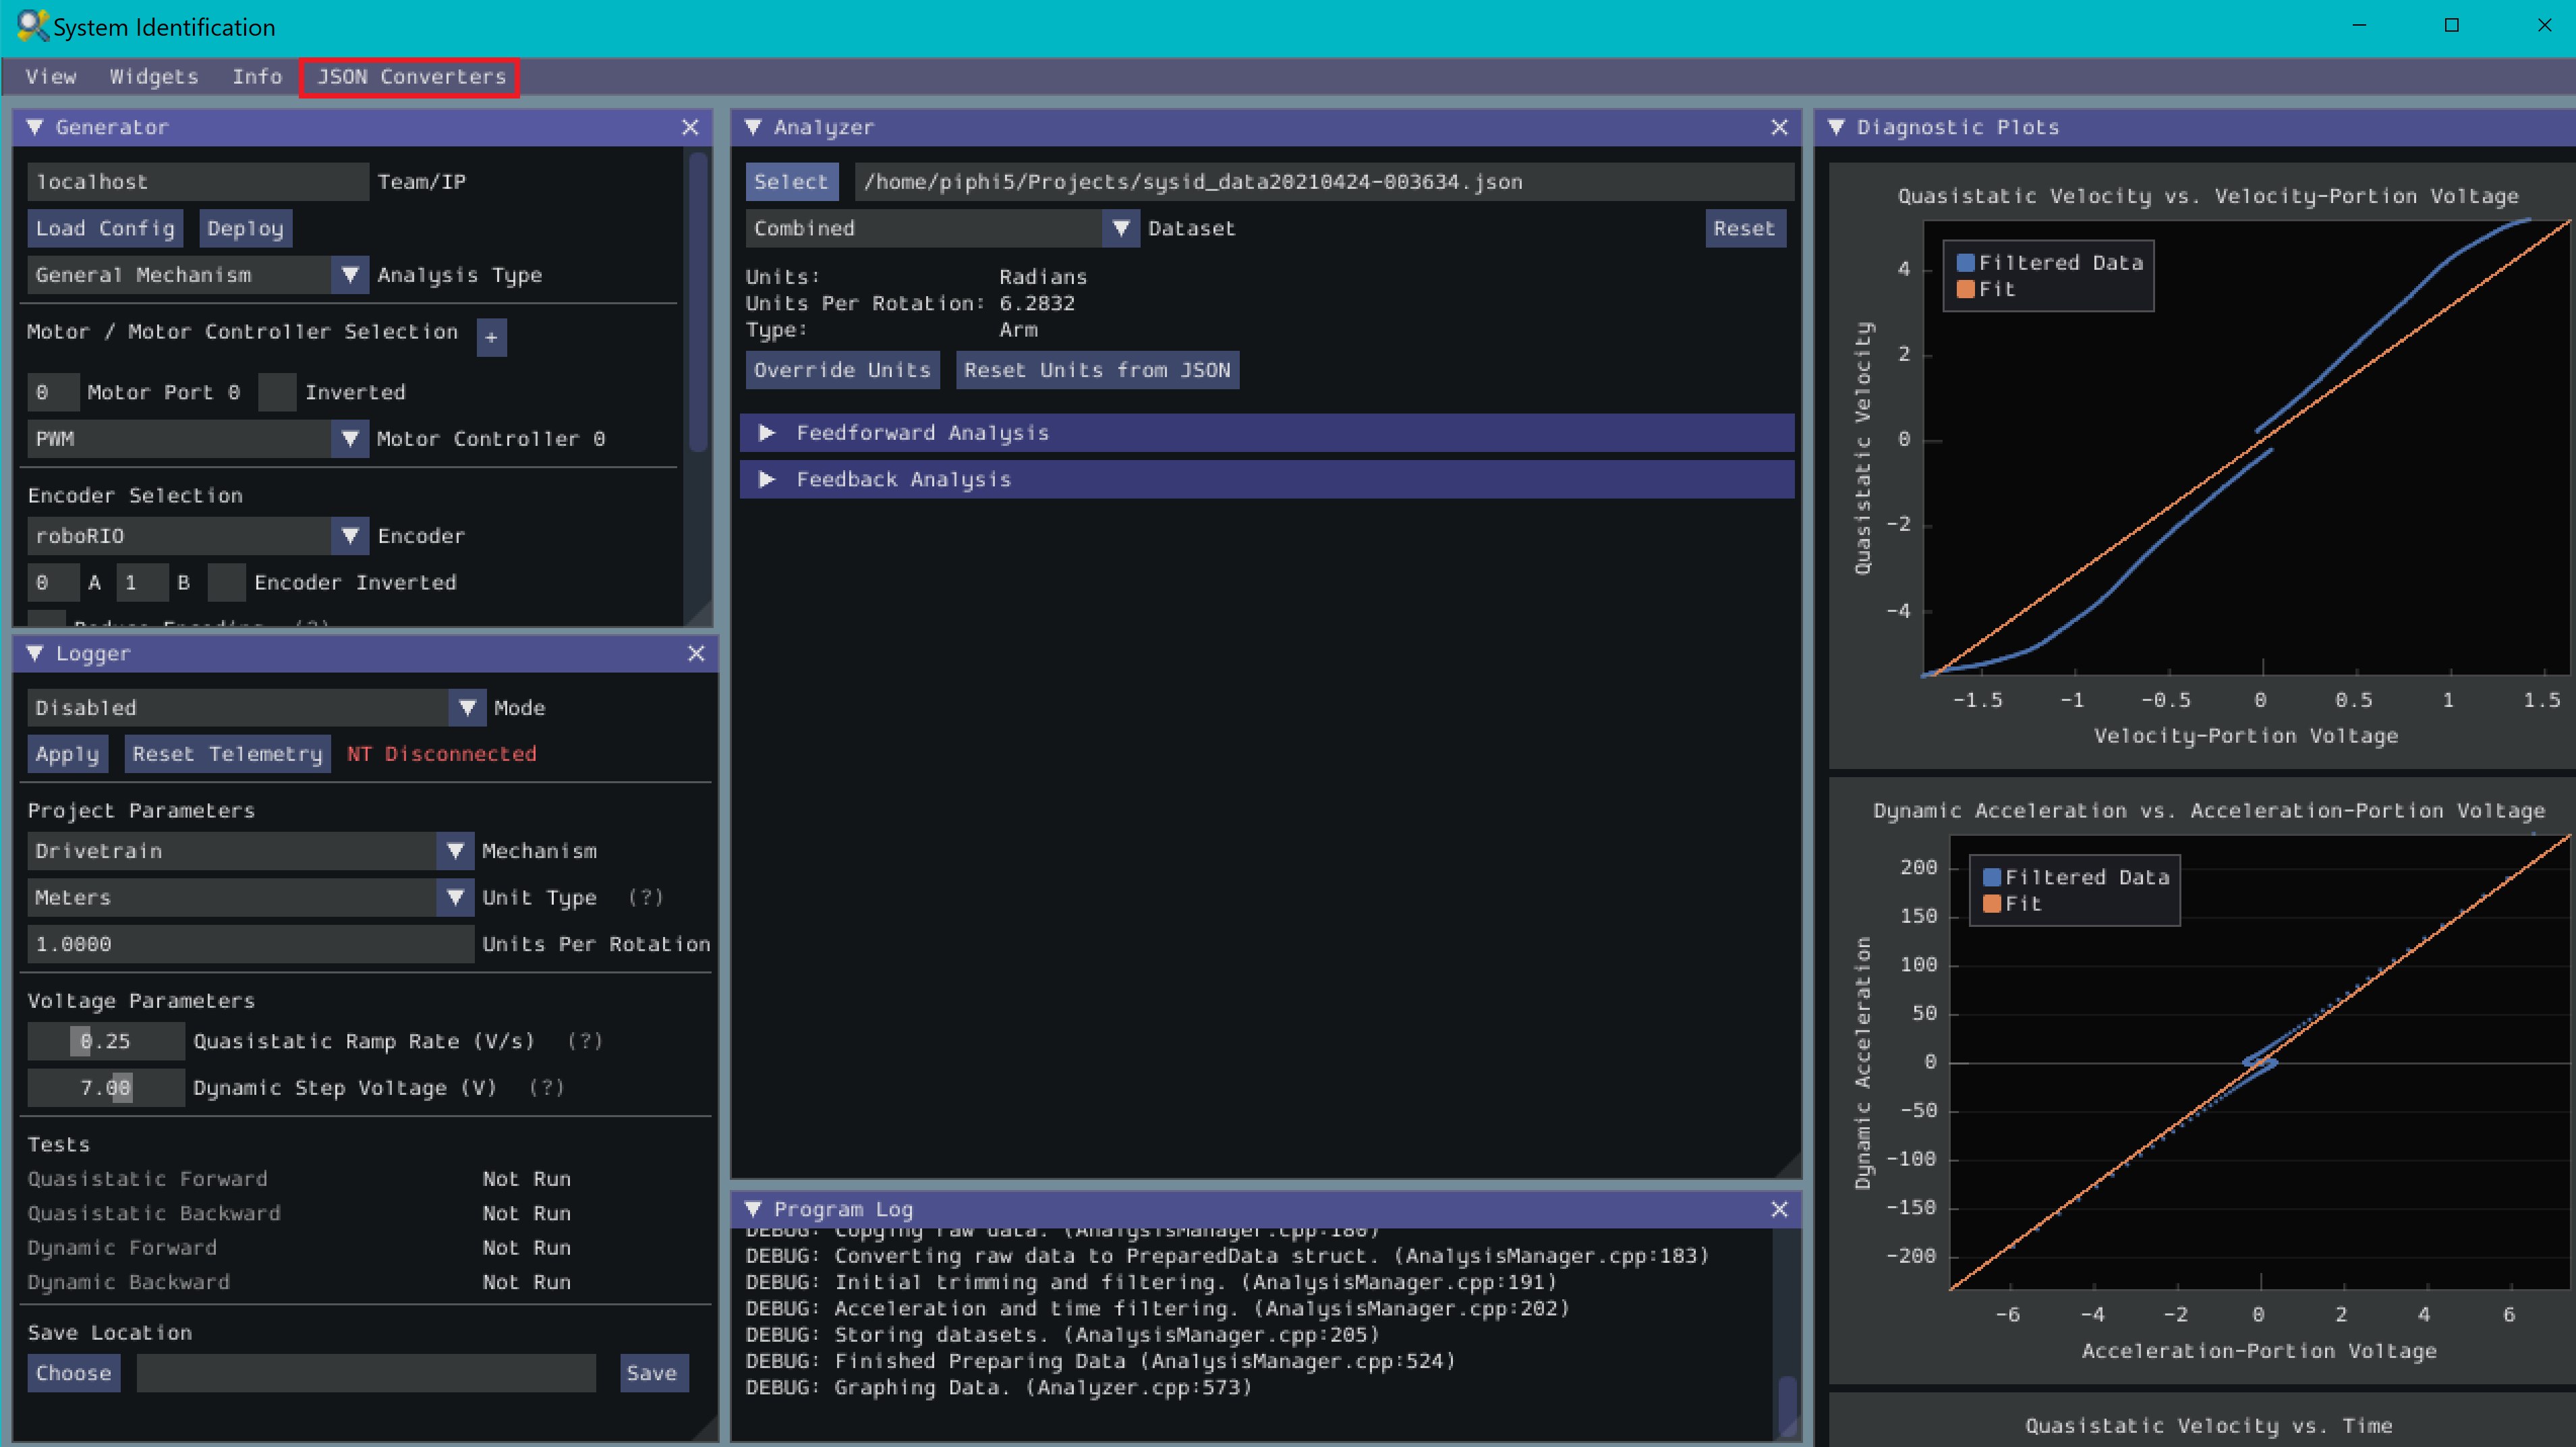 System Identification
View Widgets Info JSON Converters
Generator
localhost Team/IP
Load Config Deploy
General Mechanism Analysis Type
Motor / Motor Controller Selection +
0 Motor Port 0 Inverted
PWM Motor Controller 0
Encoder Selection
roboRIO Encoder
0 A 1 B Encoder Inverted
Reduce Encoding (?)
Logger
Disabled Mode
Apply Reset Telemetry NT Disconnected
Project Parameters
Drivetrain Mechanism
Meters Unit Type (?)
1.0000 Units Per Rotation
Voltage Parameters
0.25 Quasistatic Ramp Rate (V/s) (?)
7.00 Dynamic Step Voltage (V) (?)
Tests
Quasistatic Forward Not Run
Quasistatic Backward Not Run
Dynamic Forward Not Run
Dynamic Backward Not Run
Save Location
Choose Save
Analyzer
Select /home/piphi5/Projects/sysid_data20210424-003634.json
Combined Dataset Reset
Units: Radians
Units Per Rotation: 6.2832
Type: Arm
Override Units Reset Units from JSON
Feedforward Analysis
Feedback Analysis
Program Log
DEBUG: Copying raw data. (AnalysisManager.cpp:180)
DEBUG: Converting raw data to PreparedData struct. (AnalysisManager.cpp:183)
DEBUG: Initial trimming and filtering. (AnalysisManager.cpp:191)
DEBUG: Acceleration and time filtering. (AnalysisManager.cpp:202)
DEBUG: Storing datasets. (AnalysisManager.cpp:205)
DEBUG: Finished Preparing Data (AnalysisManager.cpp:524)
DEBUG: Graphing Data. (Analyzer.cpp:573)
Diagnostic Plots
Quasistatic Velocity vs. Velocity-Portion Voltage
Filtered Data
Fit
Quasistatic Velocity
4
2
0
-2
-4
-1.5 -1 -0.5 0 0.5 1 1.5
Velocity-Portion Voltage
Dynamic Acceleration vs. Acceleration-Portion Voltage
Filtered Data
Fit
Dynamic Acceleration
200
150
100
50
0
-50
-100
-150
-200
-6 -4 -2 0 2 4 6
Acceleration-Portion Voltage
Quasistatic Velocity vs. Time